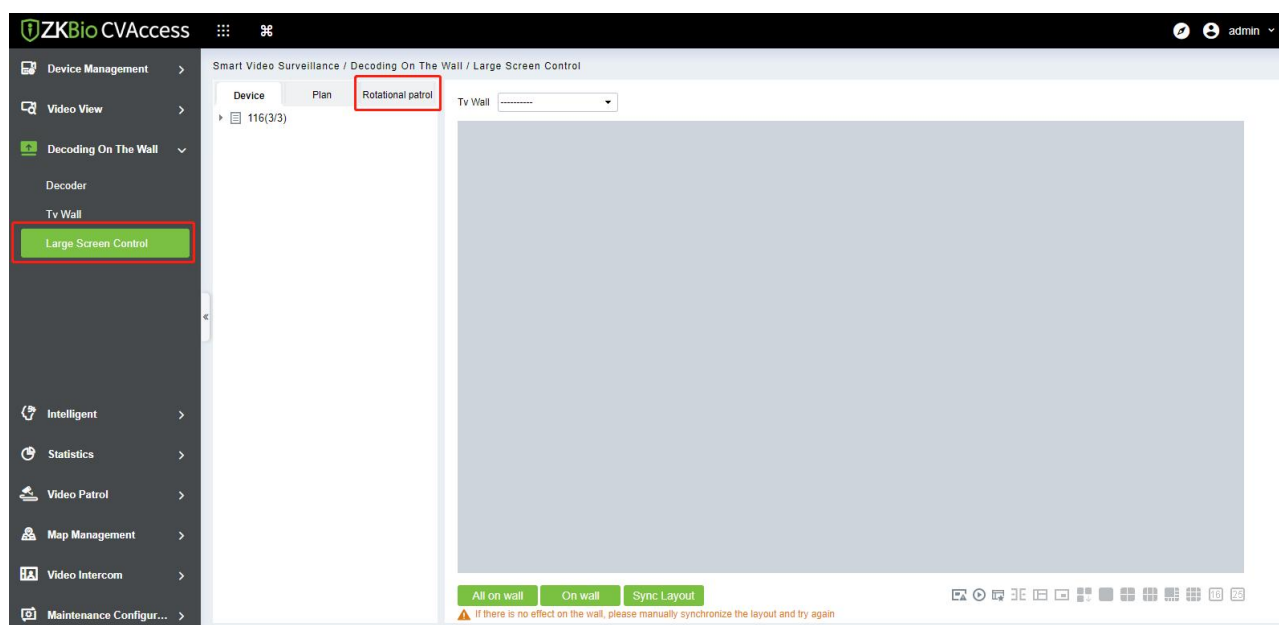 ZKBio CVAccess
admin
Device Management
Video View
Decoding On The Wall
Decoder
Tv Wall
Large Screen Control
Intelligent
Statistics
Video Patrol
Map Management
Video Intercom
Maintenance Configur...
Smart Video Surveillance / Decoding On The Wall / Large Screen Control
Device Plan Rotational patrol
116(3/3)
Tv Wall ----------
All on wall On wall Sync Layout
16 25
If there is no effect on the wall, please manually synchronize the layout and try again